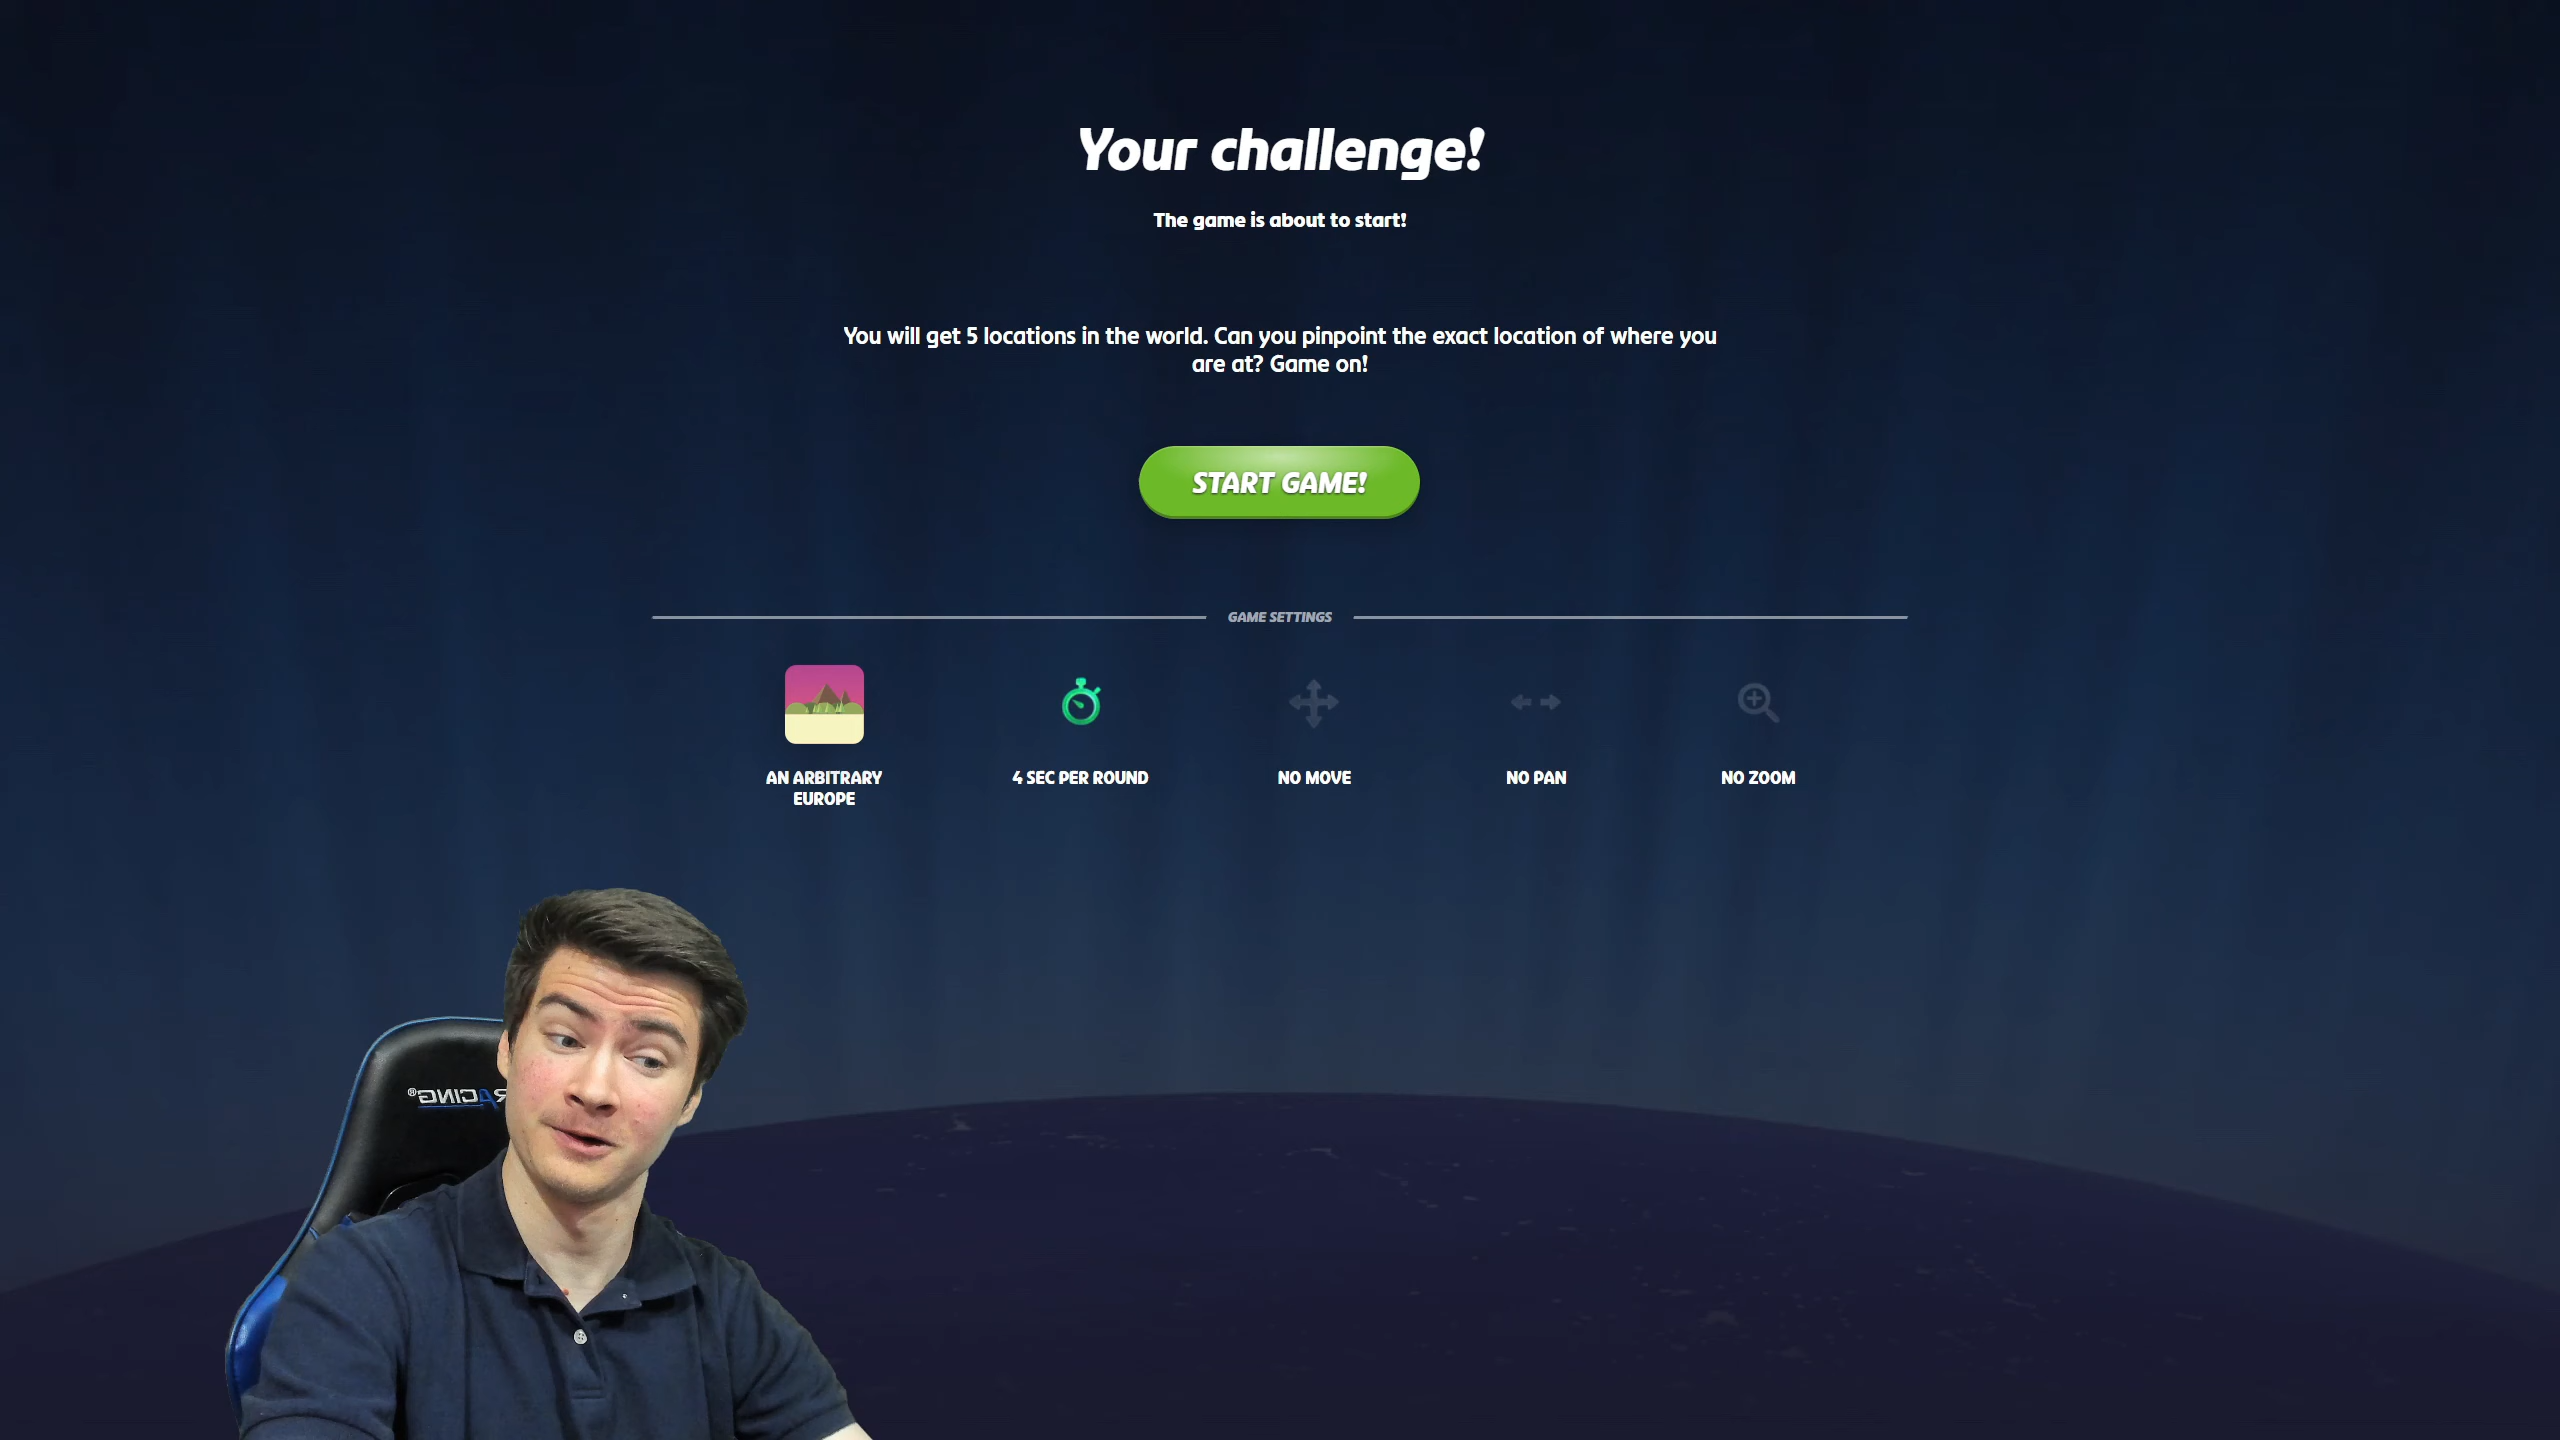 Your challenge!
The game is about to start!
You will get 5 locations in the world. Can you pinpoint the exact location of where you
are at? Game on!
START GAME!
GAME SETTINGS
AN ARBITRARY
EUROPE
4 SEC PER ROUND
NO MOVE
NO PAN
NO ZOOM
RACING®